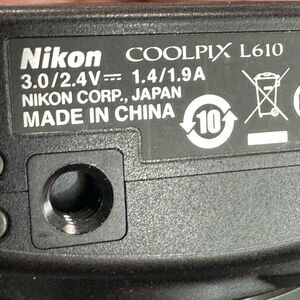 Nikon COOLPIX L610
3.0/2.4V⎓ 1.4/1.9A
NIKON CORP., JAPAN
MADE IN CHINA
10